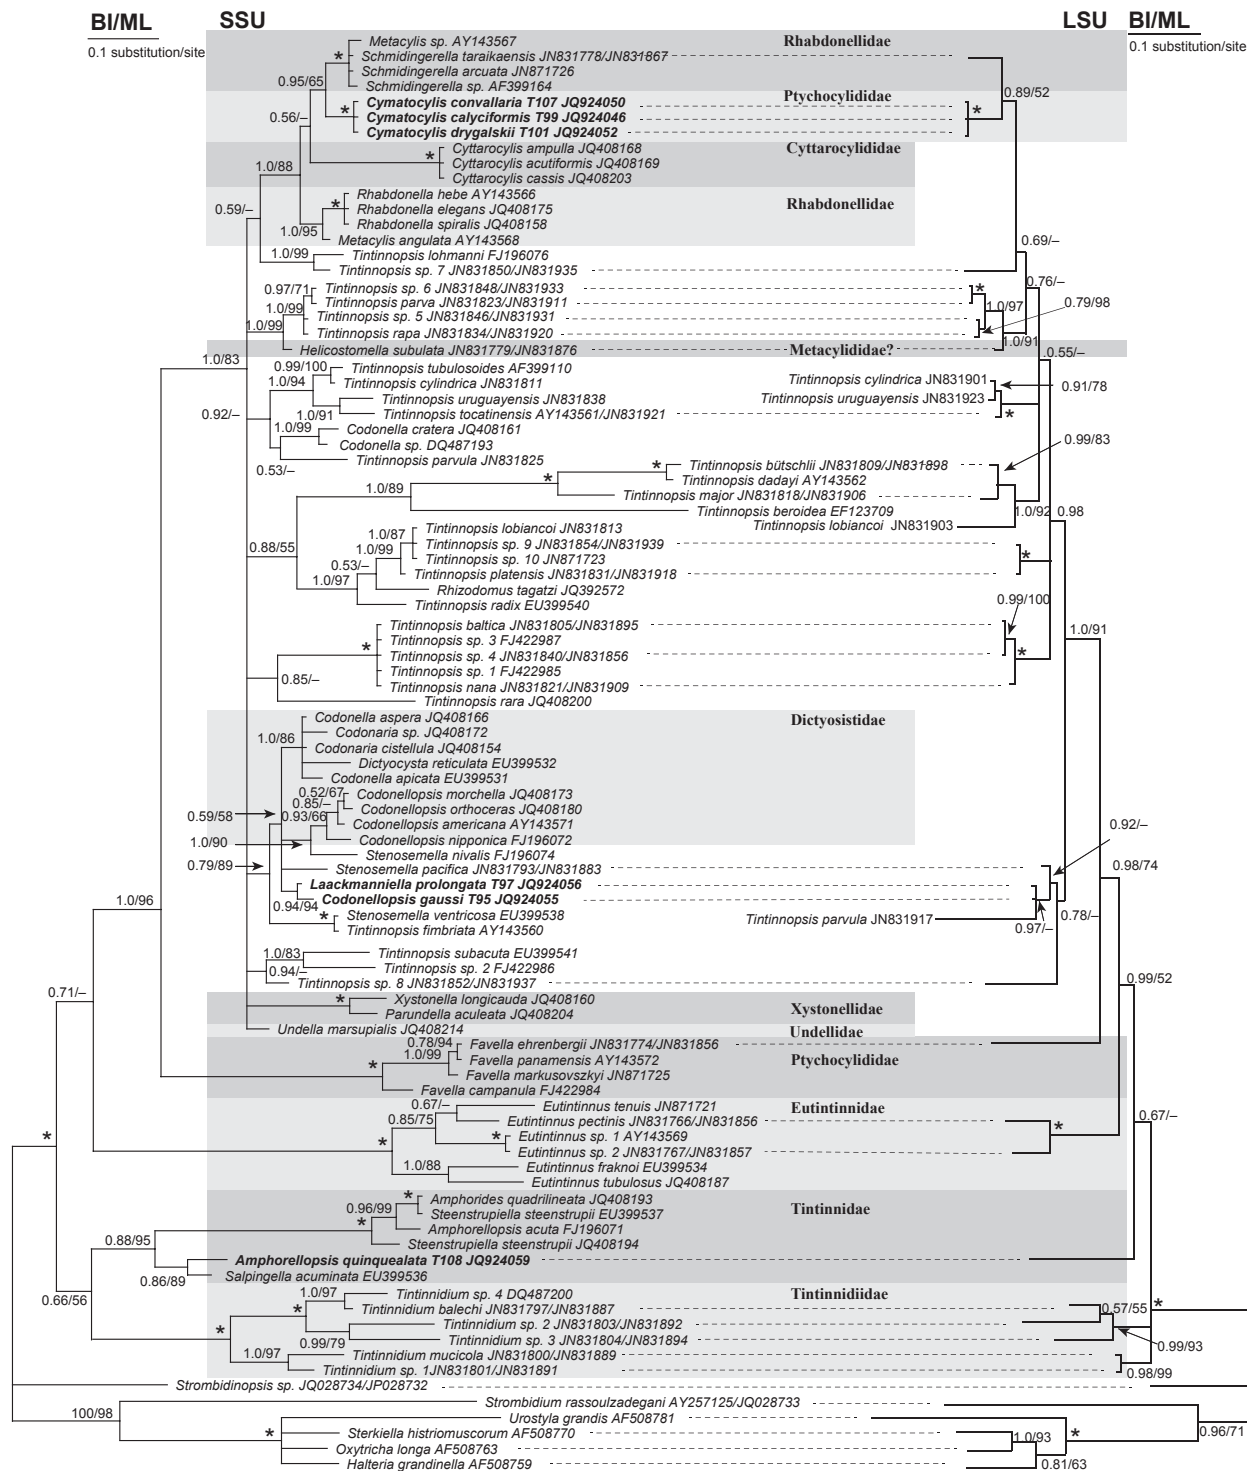 BI/ML SSU LSU BI/ML
0.1 substitution/site 0.1 substitution/site
Metacylis sp. AY143567 Rhabdonellidae
* Schmidingerella taraikaensis JN831778/JN831867
0.95/65 Schmidingerella arcuata JN871726
Schmidingerella sp. AF399164 0.89/52
Cymatocylis convallaria T107 JQ924050 Ptychocylididae
* Cymatocylis calyciformis T99 JQ924046 *
0.56/– Cymatocylis drygalskii T101 JQ924052
Cyttarocylis ampulla JQ408168 Cyttarocylididae
* Cyttarocylis acutiformis JQ408169
1.0/88 Cyttarocylis cassis JQ408203
Rhabdonella hebe AY143566
* Rhabdonella elegans JQ408175 Rhabdonellidae
0.59/– Rhabdonella spiralis JQ408158
1.0/95 Metacylis angulata AY143568
1.0/99 Tintinnopsis lohmanni FJ196076 0.69/–
Tintinnopsis sp. 7 JN831850/JN831935
0.97/71 Tintinnopsis sp. 6 JN831848/JN831933 * 0.76/–
1.0/99 Tintinnopsis parva JN831823/JN831911 1.0/97 0.79/98
1.0/99 Tintinnopsis sp. 5 JN831846/JN831931
Tintinnopsis rapa JN831834/JN831920 1.0/91
Helicostomella subulata JN831779/JN831876 Metacylididae? 0.55/–
1.0/83
0.99/100 Tintinnopsis tubulosoides AF399110
1.0/94 Tintinnopsis cylindrica JN831811 Tintinnopsis cylindrica JN831901 0.91/78
Tintinnopsis uruguayensis JN831838 Tintinnopsis uruguayensis JN831923
0.92/– 1.0/91 Tintinnopsis tocatinensis AY143561/JN831921 *
1.0/99 Codonella cratera JQ408161
Codonella sp. DQ487193 0.99/83
0.53/– Tintinnopsis parvula JN831825
* Tintinnopsis bütschlii JN831809/JN831898
* Tintinnopsis dadayi AY143562
1.0/89 Tintinnopsis major JN831818/JN831906
Tintinnopsis beroidea EF123709 1.0/92 0.98
1.0/87 Tintinnopsis lobiancoi JN831813 Tintinnopsis lobiancoi JN831903
1.0/99 Tintinnopsis sp. 9 JN831854/JN831939
0.88/55 0.53/– Tintinnopsis sp. 10 JN871723 *
1.0/97 Tintinnopsis platensis JN831831/JN831918
Rhizodomus tagatzi JQ392572
Tintinnopsis radix EU399540 0.99/100
Tintinnopsis baltica JN831805/JN831895
* Tintinnopsis sp. 3 FJ422987 1.0/91
Tintinnopsis sp. 4 JN831840/JN831856 *
0.85/– Tintinnopsis sp. 1 FJ422985
Tintinnopsis nana JN831821/JN831909
Tintinnopsis rara JQ408200
Codonella aspera JQ408166 Dictyosistidae
Codonaria sp. JQ408172
1.0/86 Codonaria cistellula JQ408154
Dictyocysta reticulata EU399532
Codonella apicata EU399531
0.52/67 Codonellopsis morchella JQ408173
0.85/– Codonellopsis orthoceras JQ408180
0.59/58 0.93/66 Codonellopsis americana AY143571
1.0/90 Codonellopsis nipponica FJ196072 0.92/–
Stenosemella nivalis FJ196074
0.79/89 Stenosemella pacifica JN831793/JN831883 0.98/74
Laackmanniella prolongata T97 JQ924056
0.94/94 Codonellopsis gaussi T95 JQ924055
1.0/96 * Stenosemella ventricosa EU399538 Tintinnopsis parvula JN831917 0.78/–
Tintinnopsis fimbriata AY143560 0.97/–
1.0/83 Tintinnopsis subacuta EU399541
0.94/– Tintinnopsis sp. 2 FJ422986
Tintinnopsis sp. 8 JN831852/JN831937 0.99/52
0.71/– * Xystonella longicauda JQ408160
Parundella aculeata JQ408204 Xystonellidae
Undella marsupialis JQ408214 Undellidae
0.78/94 Favella ehrenbergii JN831774/JN831856
1.0/99 Favella panamensis AY143572 Ptychocylididae
* Favella markusovszkyi JN871725
Favella campanula FJ422984
0.67/– Eutintinnus tenuis JN871721 Eutintinnidae
0.85/75 Eutintinnus pectinis JN831766/JN831856 0.67/–
* * * Eutintinnus sp. 1 AY143569 *
Eutintinnus sp. 2 JN831767/JN831857
1.0/88 Eutintinnus fraknoi EU399534
Eutintinnus tubulosus JQ408187
* Amphorides quadrilineata JQ408193
0.96/99 Steenstrupiella steenstrupii EU399537 Tintinnidae
* Amphorellopsis acuta FJ196071
0.88/95 Steenstrupiella steenstrupii JQ408194
Amphorellopsis quinquealata T108 JQ924059
0.86/89 Salpingella acuminata EU399536
0.66/56 1.0/97 Tintinnidium sp. 4 DQ487200 Tintinnidiidae
* Tintinnidium balechi JN831797/JN831887 0.57/55 *
* Tintinnidium sp. 2 JN831803/JN831892
0.99/79 Tintinnidium sp. 3 JN831804/JN831894 0.99/93
1.0/97 Tintinnidium mucicola JN831800/JN831889
Tintinnidium sp. 1JN831801/JN831891 0.98/99
Strombidinopsis sp. JQ028734/JP028732
Strombidium rassoulzadegani AY257125/JQ028733
100/98 Urostyla grandis AF508781
* Sterkiella histriomuscorum AF508770 1.0/93 * 0.96/71
Oxytricha longa AF508763
Halteria grandinella AF508759 0.81/63